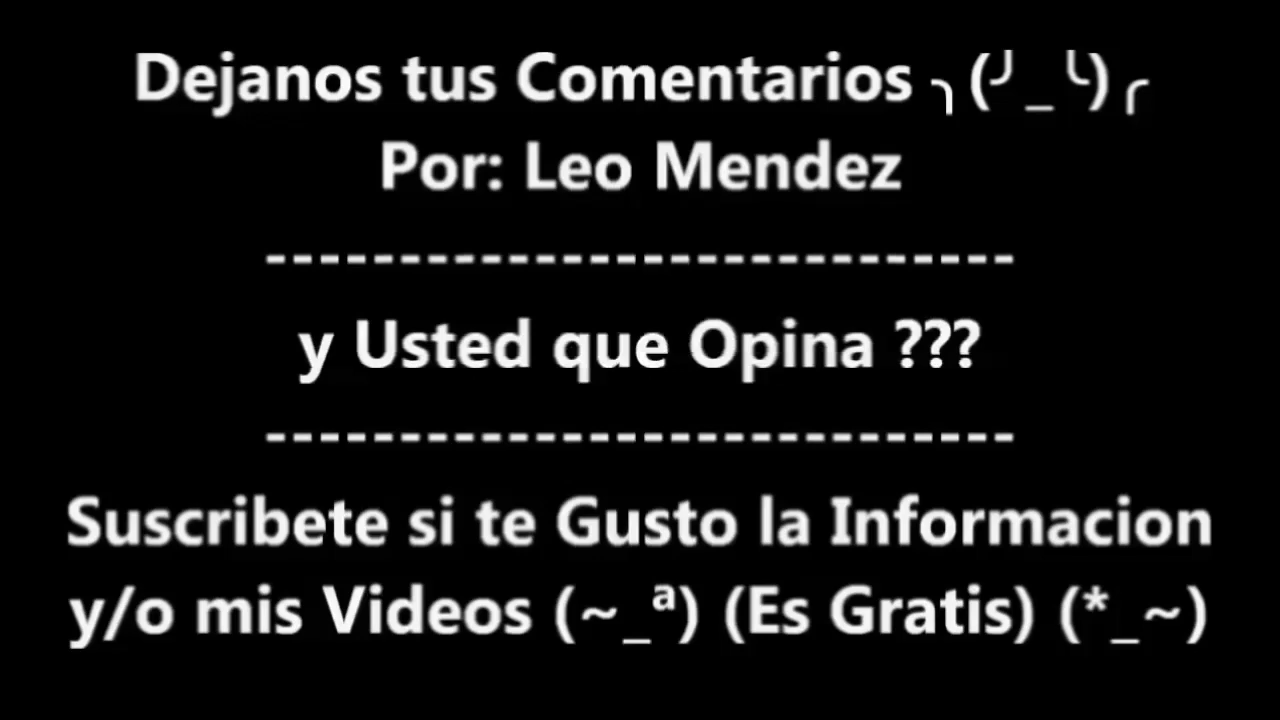 Dejanos tus Comentarios ╮(╯_╰)╭
Por: Leo Mendez
----------------------------
y Usted que Opina ???
----------------------------
Suscribete si te Gusto la Informacion
y/o mis Videos (~_ª) (Es Gratis) (*_~)